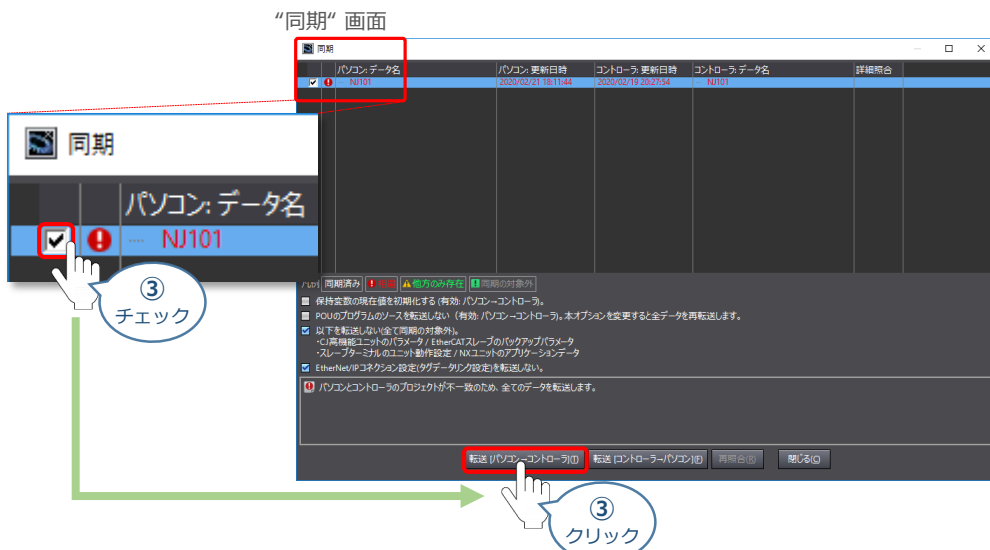 “同期“ 画面
同期
パソコン: データ名 パソコン: 更新日時 コントローラ: 更新日時 コントローラ: データ名 詳細照合
NJ101 2020/02/21 18:11:44 2020/02/19 20:27:54 NJ101
同期
パソコン: データ名
NJ101
③
チェック
同期済み 他方のみ存在 同期の対象外
保持変数の現在値を初期化する (有効: パソコン→コントローラ)。
POUのプログラムのソースを転送しない (有効: パソコン→コントローラ)。本オプションを変更すると全データを再転送します。
以下を転送しない(全て同期の対象外)。
・CJ高機能ユニットのパラメータ / EtherCATスレーブのバックアップパラメータ
・スレーブターミナルのユニット動作設定 / NXユニットのアプリケーションデータ
EtherNet/IPコネクション設定(タグデータリンク設定)を転送しない。
パソコンとコントローラのプロジェクトが不一致のため、全てのデータを転送します。
転送 [パソコン→コントローラ](T) 転送 [コントローラ→パソコン](F) 再照合(R) 閉じる(C)
③
クリック